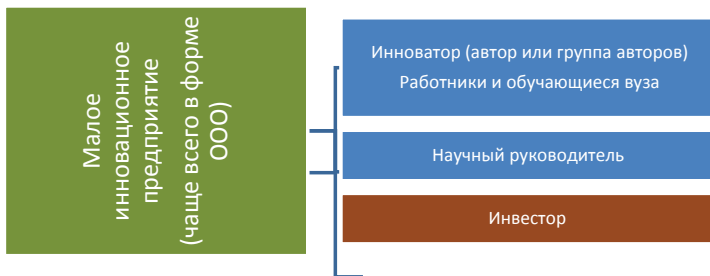 Малое
инновационное
предприятие
(чаще всего в форме
ООО)
Инноватор (автор или группа авторов)
Работники и обучающиеся вуза
Научный руководитель
Инвестор